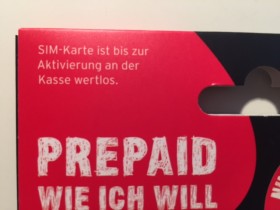 SIM-Karte ist bis zur
Aktivierung an der
Kasse wertlos.
PREPAID
WIE ICH WILL